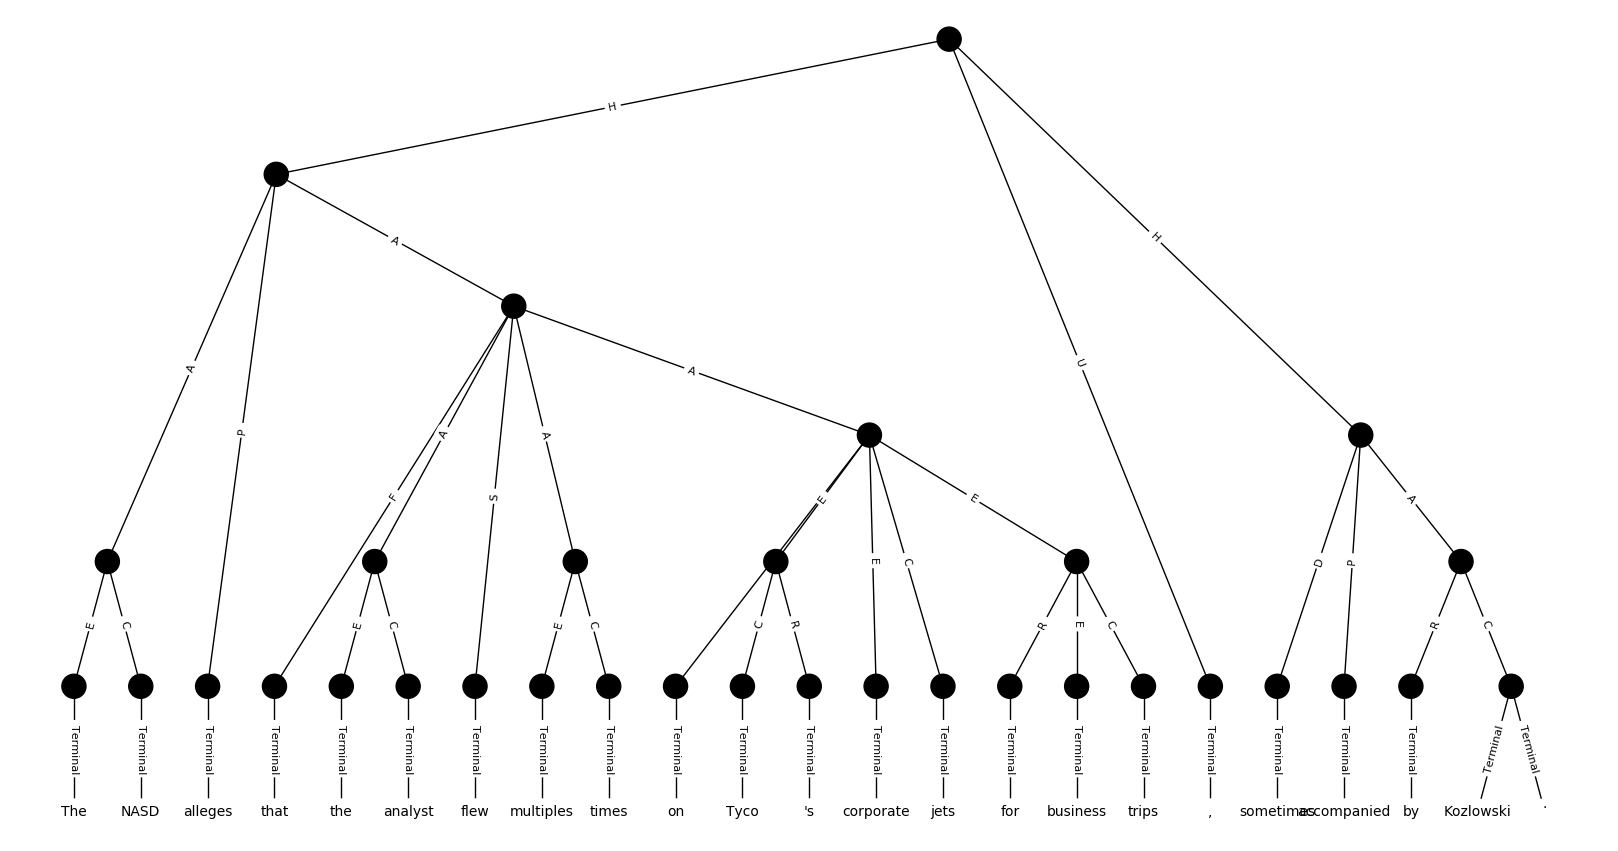 H
H
A
A
A
U
P
F
A
S
A
E
E
E
C
D
P
A
E
C
E
C
E
C
C
R
R
E
C
R
C
Terminal Terminal Terminal Terminal Terminal Terminal Terminal Terminal Terminal Terminal Terminal Terminal Terminal Terminal Terminal Terminal Terminal Terminal Terminal Terminal Terminal Terminal Terminal
The NASD alleges that the analyst flew multiples times on Tyco 's corporate jets for business trips , sometimes accompanied by Kozlowski .